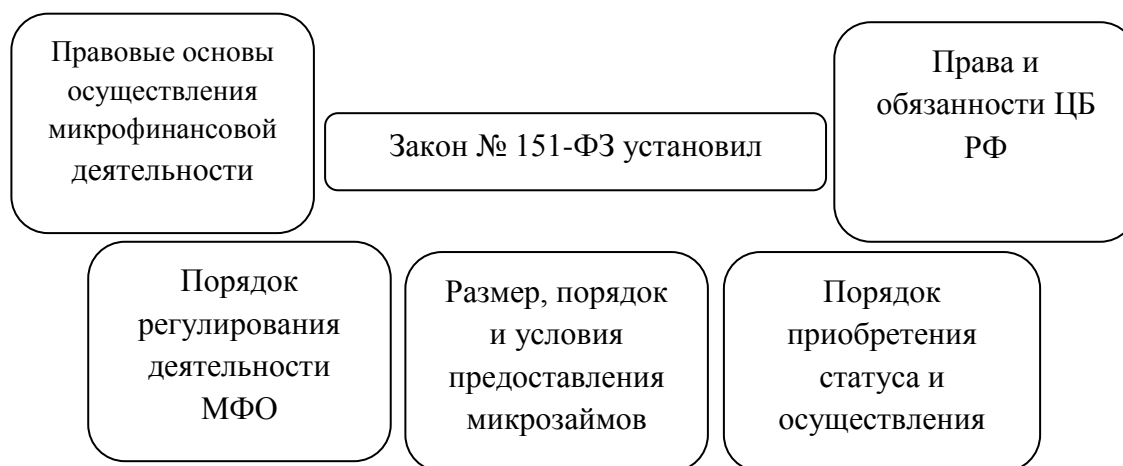 Правовые основы
осуществления
микрофинансовой
деятельности
Закон № 151-ФЗ установил
Права и
обязанности ЦБ
РФ
Порядок
регулирования
деятельности
МФО
Размер, порядок
и условия
предоставления
микрозаймов
Порядок
приобретения
статуса и
осуществления